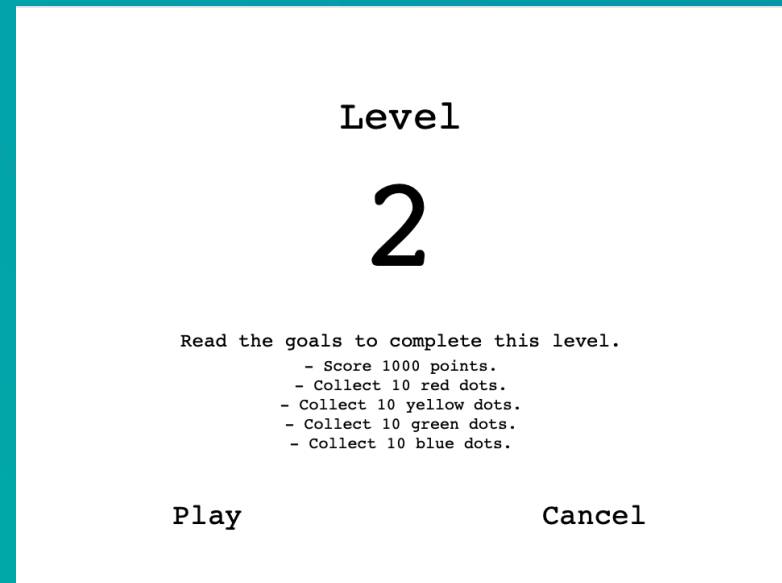 Level
2
Read the goals to complete this level.
- Score 1000 points.
- Collect 10 red dots.
- Collect 10 yellow dots.
- Collect 10 green dots.
- Collect 10 blue dots.
Play Cancel